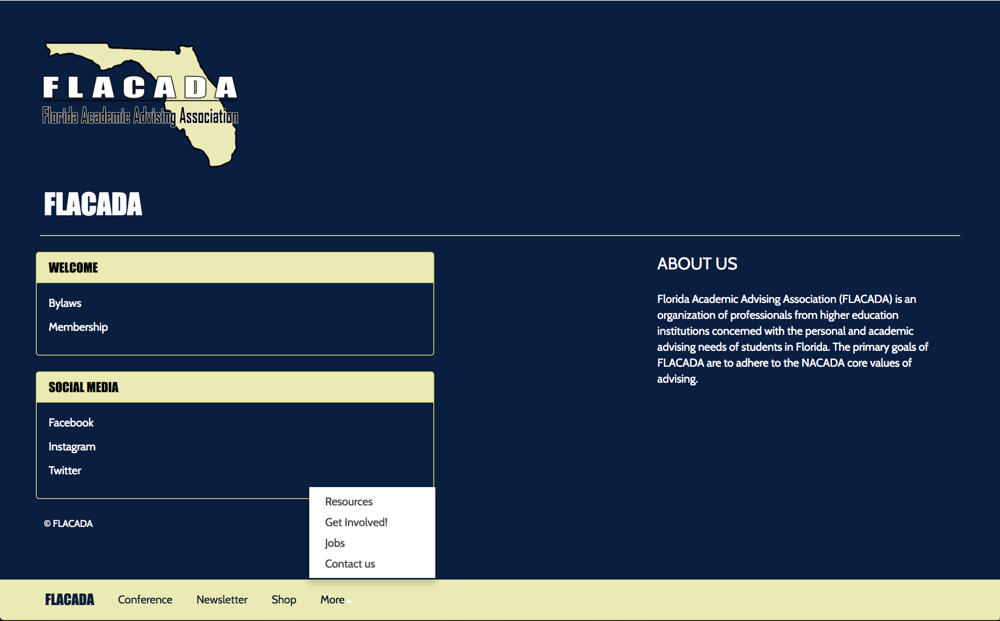 FLACADA
Florida Academic Advising Association
FLACADA
WELCOME
Bylaws
Membership
SOCIAL MEDIA
Facebook
Instagram
Twitter
© FLACADA
ABOUT US
Florida Academic Advising Association (FLACADA) is an
organization of professionals from higher education
institutions concerned with the personal and academic
advising needs of students in Florida. The primary goals of
FLACADA are to adhere to the NACADA core values of
advising.
Resources
Get Involved!
Jobs
Contact us
FLACADA Conference Newsletter Shop More